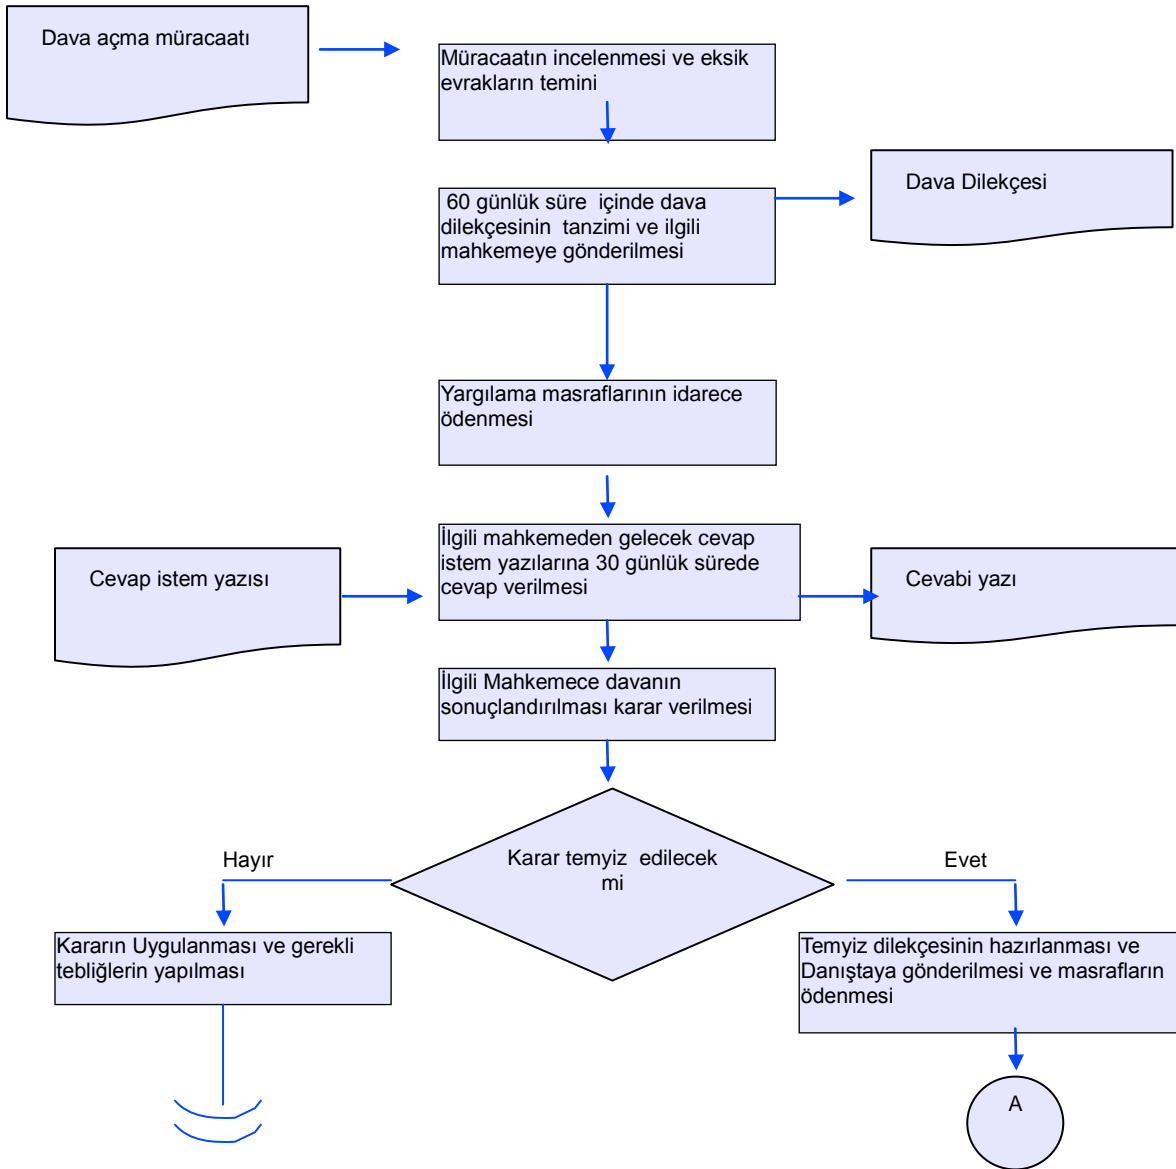 Dava açma müracaatı
Müracaatın incelenmesi ve eksik
evrakların temini
60 günlük süre içinde dava
dilekçesinin tanzimi ve ilgili
mahkemeye gönderilmesi
Dava Dilekçesi
Yargılama masraflarının idarece
ödenmesi
Cevap istem yazısı
İlgili mahkemeden gelecek cevap
istem yazılarına 30 günlük sürede
cevap verilmesi
Cevabi yazı
İlgili Mahkemece davanın
sonuçlandırılması karar verilmesi
Karar temyiz edilecek
mi
Hayır
Evet
Kararın Uygulanması ve gerekli
tebliğlerin yapılması
Temyiz dilekçesinin hazırlanması ve
Danıştaya gönderilmesi ve masrafların
ödenmesi
A